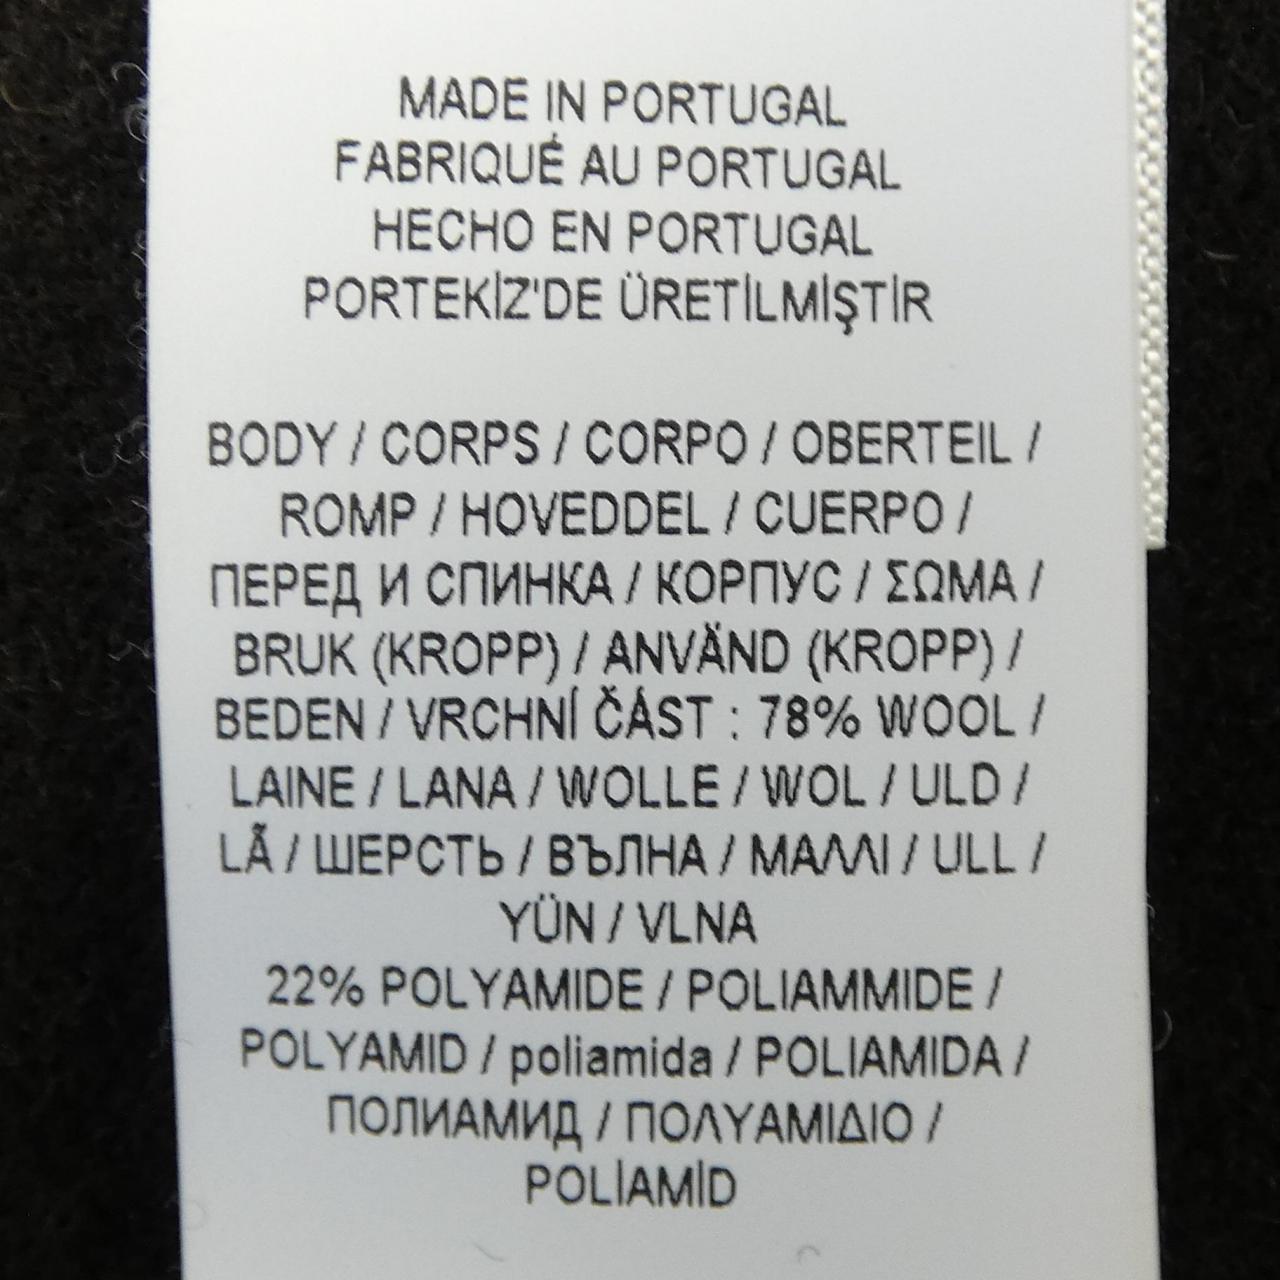 MADE IN PORTUGAL
FABRIQUÉ AU PORTUGAL
HECHO EN PORTUGAL
PORTEKİZ'DE ÜRETİLMİŞTİR
BODY / CORPS / CORPO / OBERTEIL /
ROMP / HOVEDDEL / CUERPO /
ПЕРЕД И СПИНКА / КОРПУС / ΣΩΜΑ /
BRUK (KROPP) / ANVÄND (KROPP) /
BEDEN / VRCHNÍ ČÁST : 78% WOOL /
LAINE / LANA / WOLLE / WOL / ULD /
LÃ / ШЕРСТЬ / ВЪЛНА / ΜΑΛΛΙ / ULL /
YÜN / VLNA
22% POLYAMIDE / POLIAMMIDE /
POLYAMID / poliamida / POLIAMIDA /
ПОЛИАМИД / ΠΟΛΥΑΜΙΔΙΟ /
POLİAMİD